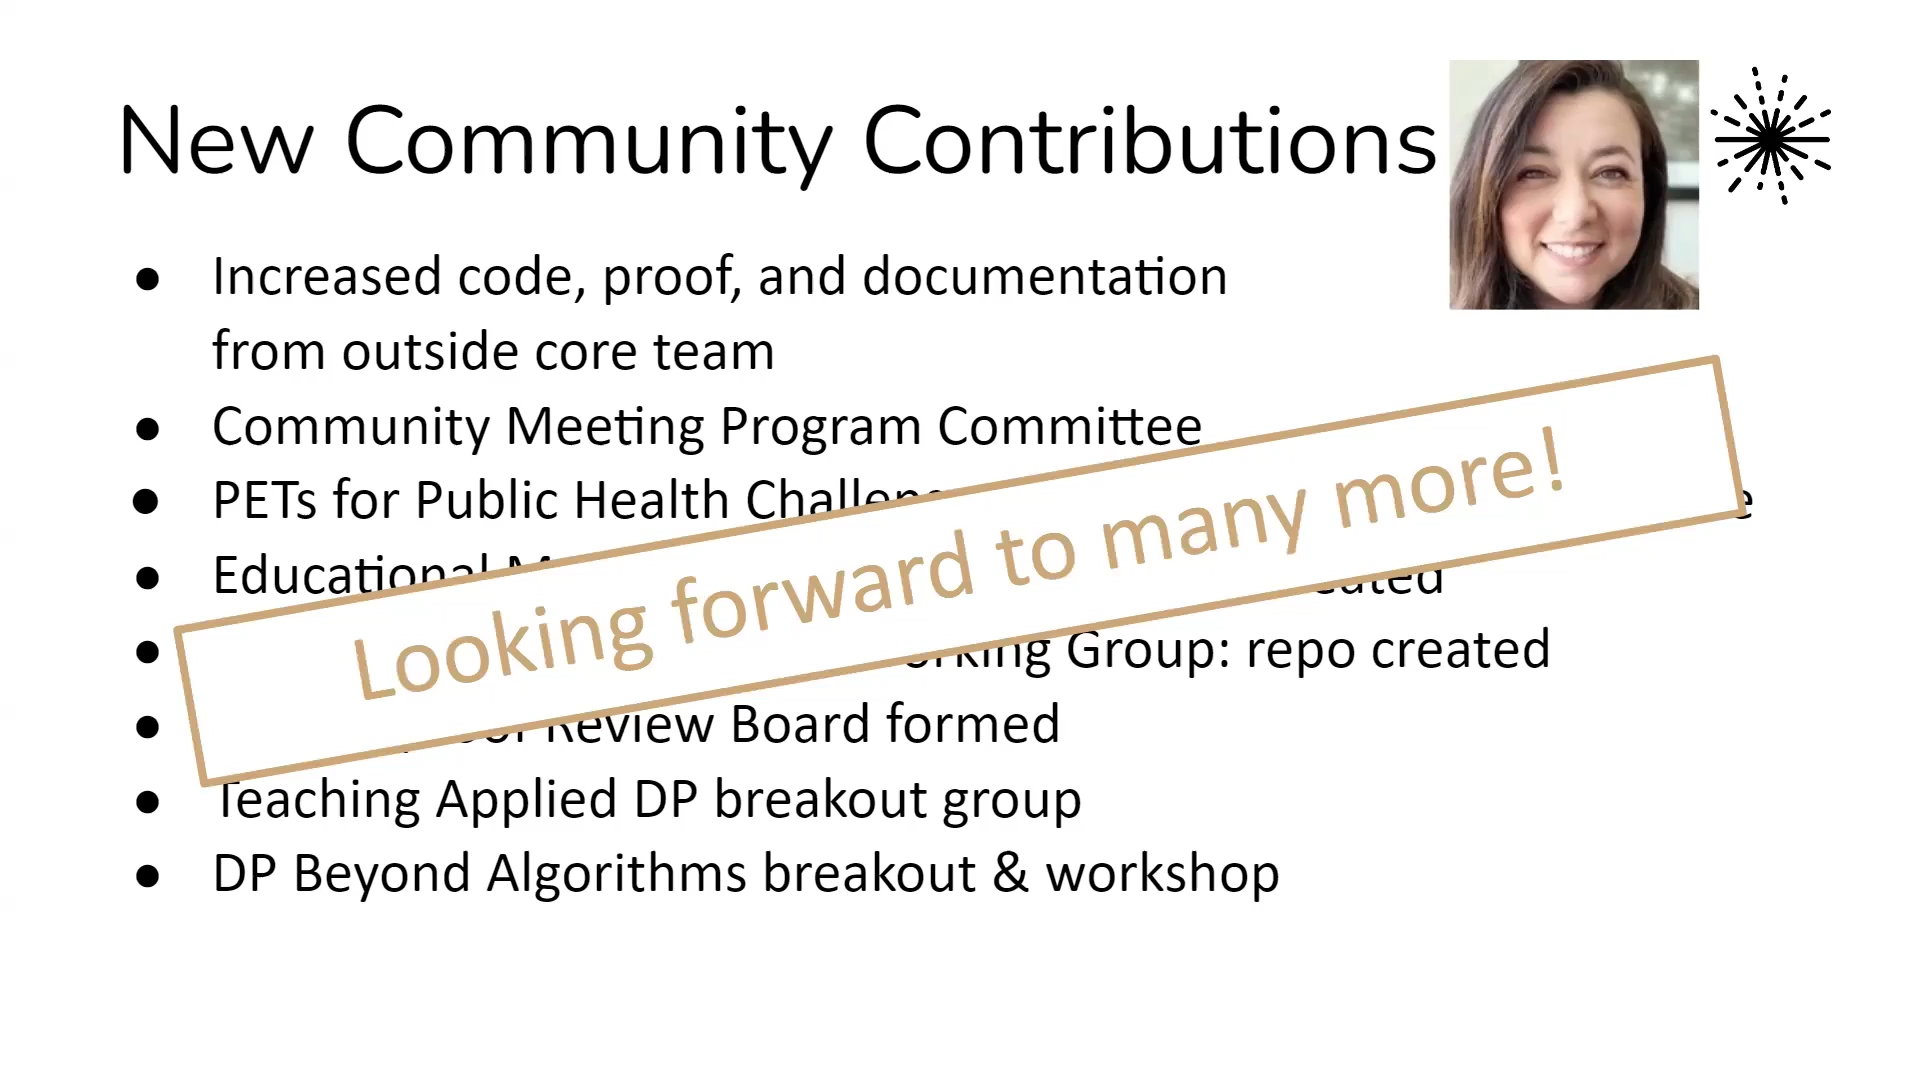 New Community Contributions
● Increased code, proof, and documentation
from outside core team
● Community Meeting Program Committee
● PETs for Public Health
● Educational
● Group: repo created
● Review Board formed
● Teaching Applied DP breakout group
● DP Beyond Algorithms breakout & workshop
Looking forward to many more!